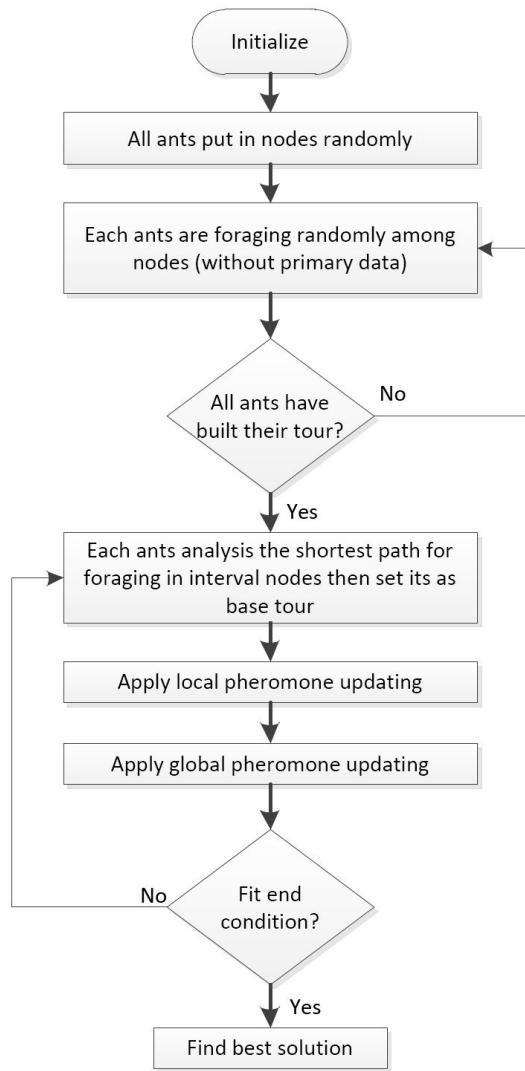 Initialize
All ants put in nodes randomly
Each ants are foraging randomly among
nodes (without primary data)
All ants have
built their tour?
No
Yes
Each ants analysis the shortest path for
foraging in interval nodes then set its as
base tour
Apply local pheromone updating
Apply global pheromone updating
No
Fit end
condition?
Yes
Find best solution